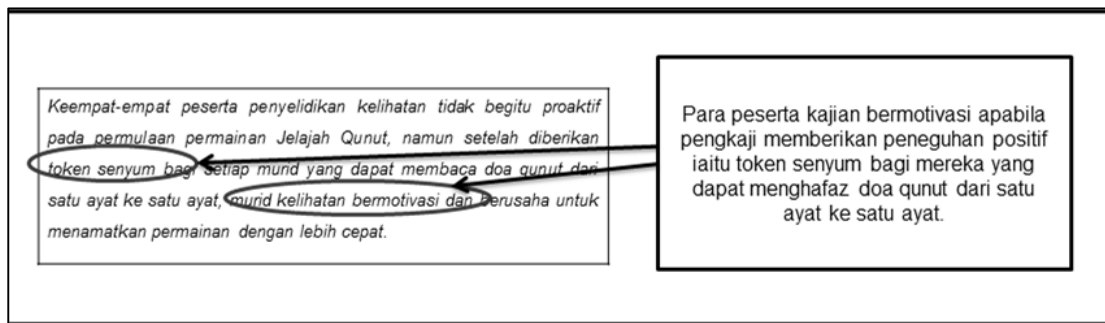 Keempat-empat peserta penyelidikan kelihatan tidak begitu proaktif
pada permulaan permainan Jelajah Qunut, namun setelah diberikan
token senyum bagi setiap murid yang dapat membaca doa qunut dari
satu ayat ke satu ayat, murid kelihatan bermotivasi dan berusaha untuk
menamatkan permainan dengan lebih cepat.
Para peserta kajian bermotivasi apabila
pengkaji memberikan peneguhan positif
iaitu token senyum bagi mereka yang
dapat menghafaz doa qunut dari satu
ayat ke satu ayat.